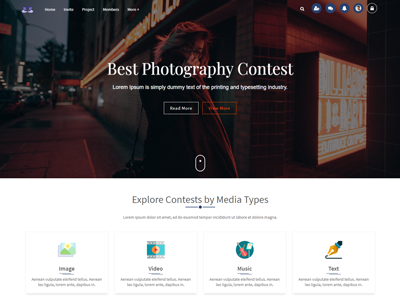 Home Invite Project Members More
Best Photography Contest
Lorem Ipsum is simply dummy text of the printing and typesetting industry.
Read More View More
Explore Contests by Media Types
Lorem ipsum dolor sit amet, ad do eiusmod tempor incididunt ut labore et dolore magna.
Image Video Music Text
Aenean vulputate eleifend tellus. Aenean Aenean vulputate eleifend tellus. Aenean Aenean vulputate eleifend tellus. Aenean Aenean vulputate eleifend tellus. Aenean
leo ligula, lorem ante, dapibus in. leo ligula, lorem ante, dapibus in. leo ligula, lorem ante, dapibus in. leo ligula, lorem ante, dapibus in.